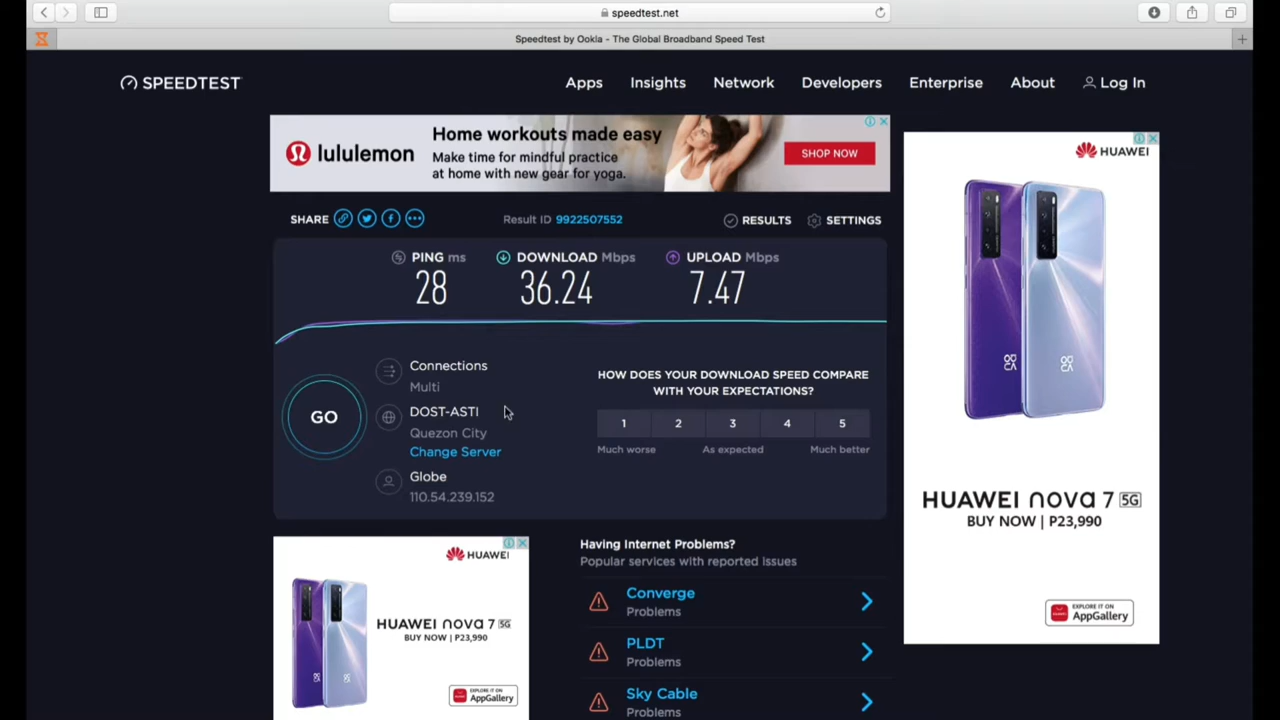 speedtest.net
Speedtest by Ookla - The Global Broadband Speed Test
SPEEDTEST
Apps Insights Network Developers Enterprise About Log In
lululemon
Home workouts made easy
Make time for mindful practice
at home with new gear for yoga.
SHOP NOW
HUAWEI
HUAWEI nova 7 5G
BUY NOW | P23,990
EXPLORE IT ON
AppGallery
SHARE
Result ID 9922507552
RESULTS SETTINGS
PING ms DOWNLOAD Mbps UPLOAD Mbps
28 36.24 7.47
GO
Connections
Multi
DOST-ASTI
Quezon City
Change Server
Globe
110.54.239.152
HOW DOES YOUR DOWNLOAD SPEED COMPARE
WITH YOUR EXPECTATIONS?
1 2 3 4 5
Much worse As expected Much better
HUAWEI
HUAWEI nova 7 5G
BUY NOW | P23,990
EXPLORE IT ON
AppGallery
Having Internet Problems?
Popular services with reported issues
Converge
Problems
PLDT
Problems
Sky Cable
Problems